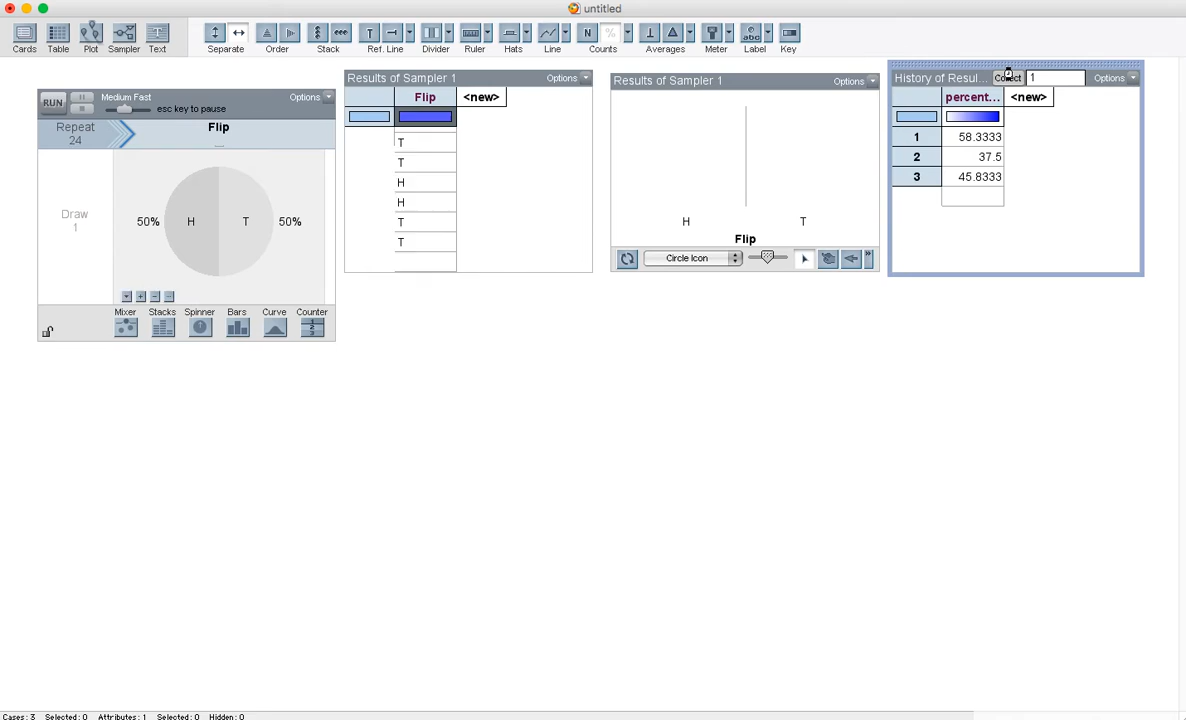 untitled
Cards Table Plot Sampler Text Separate Order Stack Ref. Line Divider Ruler Hats Line Counts Averages Meter Label Key
N %
abc
RUN
Medium Fast
esc key to pause
Options
Repeat
24
Flip
Draw
1
50% H T 50%
Mixer Stacks Spinner Bars Curve Counter
Results of Sampler 1 Options
Flip <new>
T
T
H
H
T
T
Results of Sampler 1 Options
H T
Flip
Circle Icon
History of Resul... Collect 1 Options
percent... <new>
1 58.3333
2 37.5
3 45.8333
Cases: 3 Selected: 0 Attributes: 1 Selected: 0 Hidden: 0